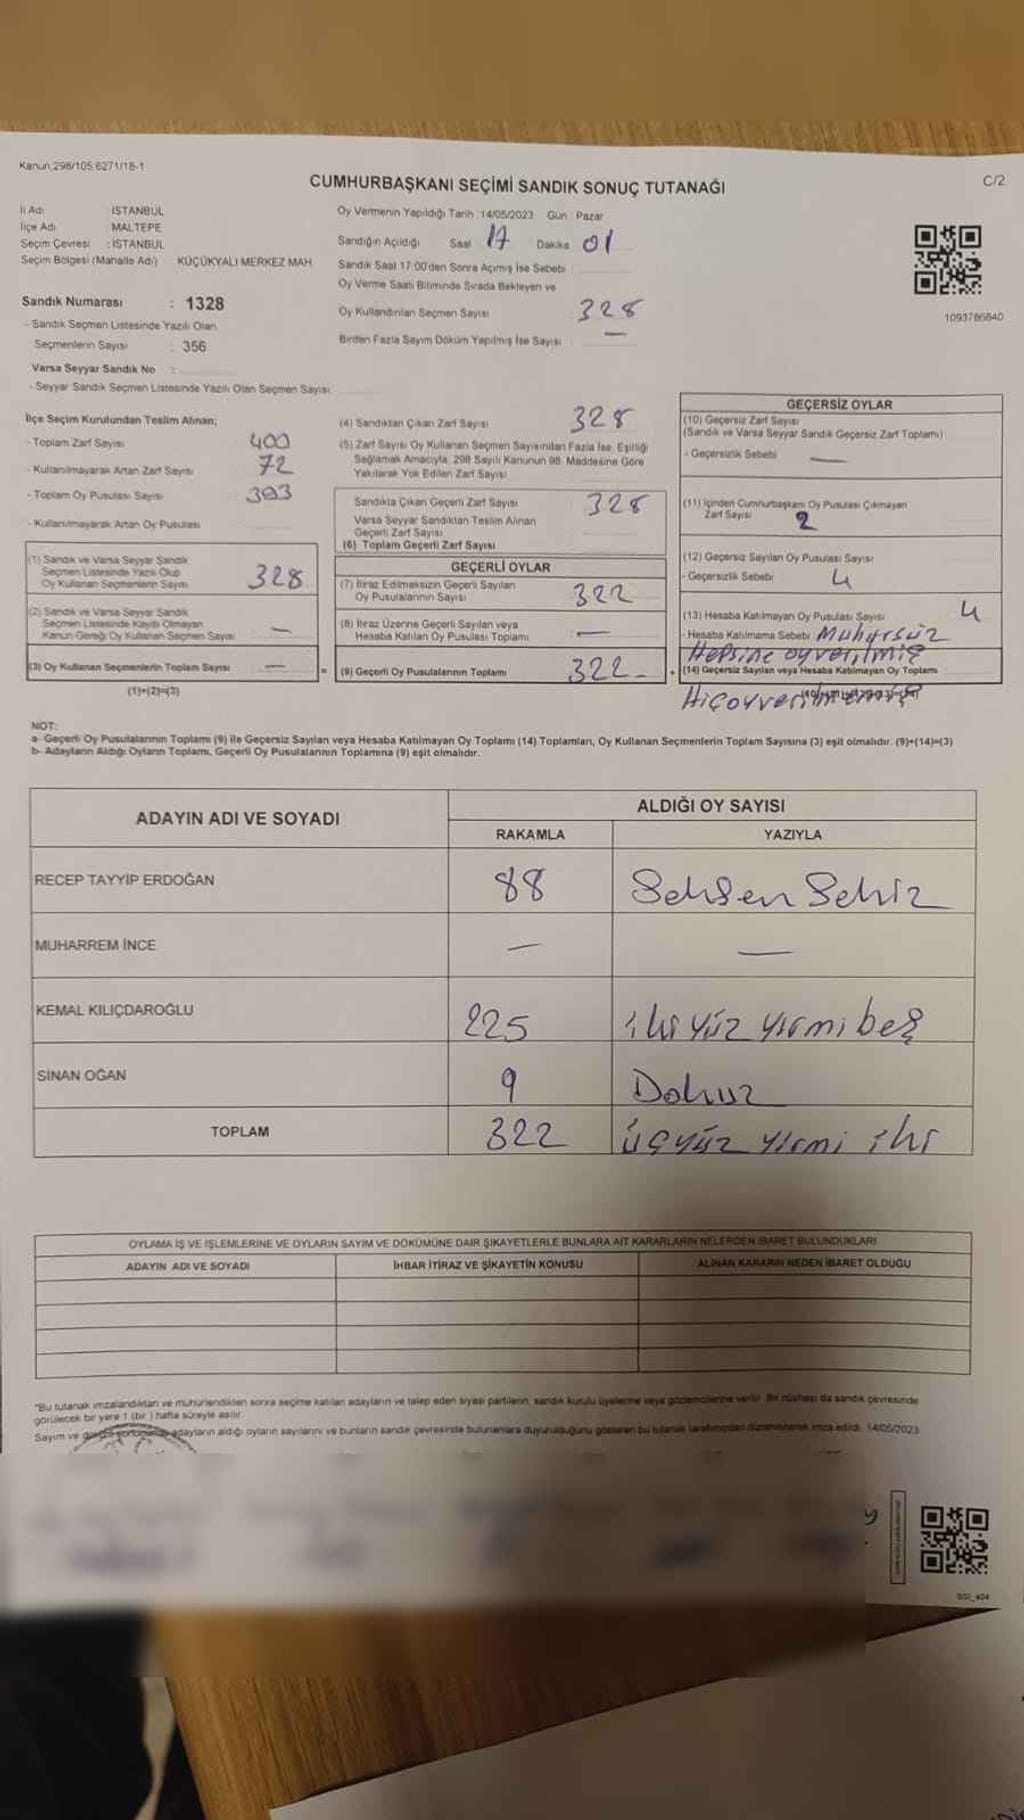 Kanun:298/105,6271/18-1
C/2
CUMHURBAŞKANI SEÇİMİ SANDIK SONUÇ TUTANAĞI
İl Adı : İSTANBUL
İlçe Adı : MALTEPE
Seçim Çevresi : İSTANBUL
Seçim Bölgesi (Mahalle Adı) KÜÇÜKYALI MERKEZ MAH.
Sandık Numarası : 1328
- Sandık Seçmen Listesinde Yazılı Olan
Seçmenlerin Sayısı : 356
Varsa Seyyar Sandık No :
- Seyyar Sandık Seçmen Listesinde Yazılı Olan Seçmen Sayısı:
Oy Vermenin Yapıldığı Tarih :14/05/2023 Gün : Pazar
Sandığın Açıldığı Saat 17 Dakika 01
Sandık Saat 17:00'den Sonra Açmış İse Sebebi :
Oy Verme Saati Bitiminde Sırada Bekleyen ve
Oy Kullandırılan Seçmen Sayısı 328
Birden Fazla Sayım Döküm Yapılmış İse Sayısı : —
1093786840
İlçe Seçim Kurulundan Teslim Alınan;
- Toplam Zarf Sayısı 400
- Kullanılmayarak Artan Zarf Sayısı 72
- Toplam Oy Pusulası Sayısı 393
- Kullanılmayarak Artan Oy Pusulası
(1) Sandık ve Varsa Seyyar Sandık
Seçmen Listesinde Yazılı Olup
Oy Kullanan Seçmenlerin Sayısı 328
(2) Sandık ve Varsa Seyyar Sandık
Seçmen Listesinde Kayıtlı Olmayan
Kanun Gereği Oy Kullanan Seçmen Sayısı —
(3) Oy Kullanan Seçmenlerin Toplam Sayısı — =
(1)+(2)=(3)
(4) Sandıktan Çıkan Zarf Sayısı 328
(5) Zarf Sayısı Oy Kullanan Seçmen Sayısından Fazla İse, Eşitliği
Sağlamak Amacıyla, 298 Sayılı Kanunun 98. Maddesine Göre
Yakılarak Yok Edilen Zarf Sayısı
Sandıkta Çıkan Geçerli Zarf Sayısı 328
Varsa Seyyar Sandıktan Teslim Alınan
Geçerli Zarf Sayısı
(6) Toplam Geçerli Zarf Sayısı
GEÇERLİ OYLAR
(7) İtiraz Edilmeksizin Geçerli Sayılan
Oy Pusulalarının Sayısı 322
(8) İtiraz Üzerine Geçerli Sayılan veya
Hesaba Katılan Oy Pusulası Toplamı —
(9) Geçerli Oy Pusulalarının Toplamı 322 +
GEÇERSİZ OYLAR
(10) Geçersiz Zarf Sayısı
(Sandık ve Varsa Seyyar Sandık Geçersiz Zarf Toplamı)
- Geçersizlik Sebebi —
(11) İçinden Cumhurbaşkanı Oy Pusulası Çıkmayan
Zarf Sayısı 2
(12) Geçersiz Sayılan Oy Pusulası Sayısı
- Geçersizlik Sebebi 4
(13) Hesaba Katılmayan Oy Pusulası Sayısı 4
- Hesaba Katılmama Sebebi Mühürsüz
Hepsine oy verilmiş
(14) Geçersiz Sayılan veya Hesaba Katılmayan Oy Toplamı
Hiç oy verilmemiş
NOT:
a- Geçerli Oy Pusulalarının Toplamı (9) ile Geçersiz Sayılan veya Hesaba Katılmayan Oy Toplamı (14) Toplamları, Oy Kullanan Seçmenlerin Toplam Sayısına (3) eşit olmalıdır. (9)+(14)=(3)
b- Adayların Aldığı Oyların Toplamı, Geçerli Oy Pusulalarının Toplamına (9) eşit olmalıdır.
ADAYIN ADI VE SOYADI ALDIĞI OY SAYISI
RAKAMLA YAZIYLA
RECEP TAYYİP ERDOĞAN 88 Seksen Sekiz
MUHARREM İNCE — —
KEMAL KILIÇDAROĞLU 225 iki yüz yirmi beş
SİNAN OĞAN 9 Dokuz
TOPLAM 322 üçyüz yirmi iki
OYLAMA İŞ VE İŞLEMLERİNE VE OYLARIN SAYIM VE DÖKÜMÜNE DAİR ŞİKAYETLERLE BUNLARA AİT KARARLARIN NELERDEN İBARET BULUNDUKLARI
ADAYIN ADI VE SOYADI İHBAR İTİRAZ VE ŞİKAYETİN KONUSU ALINAN KARARIN NEDEN İBARET OLDUĞU
"Bu tutanak imzalandıktan ve mühürlendikten sonra seçime katılan adayların ve talep eden siyasi partilerin, sandık kurulu üyelerine veya gözlemcilerine verilir. Bir nüshası da sandık çevresinde
görülecek bir yere 1 (bir ) hafta süreyle asılır.
Sayım ve adayların aldığı oyların sayılarını ve bunların sandık çevresinde bulunanlara duyurulduğunu gösteren bu tutanak tarafımızdan düzenlenerek imza edildi. 14/05/2023